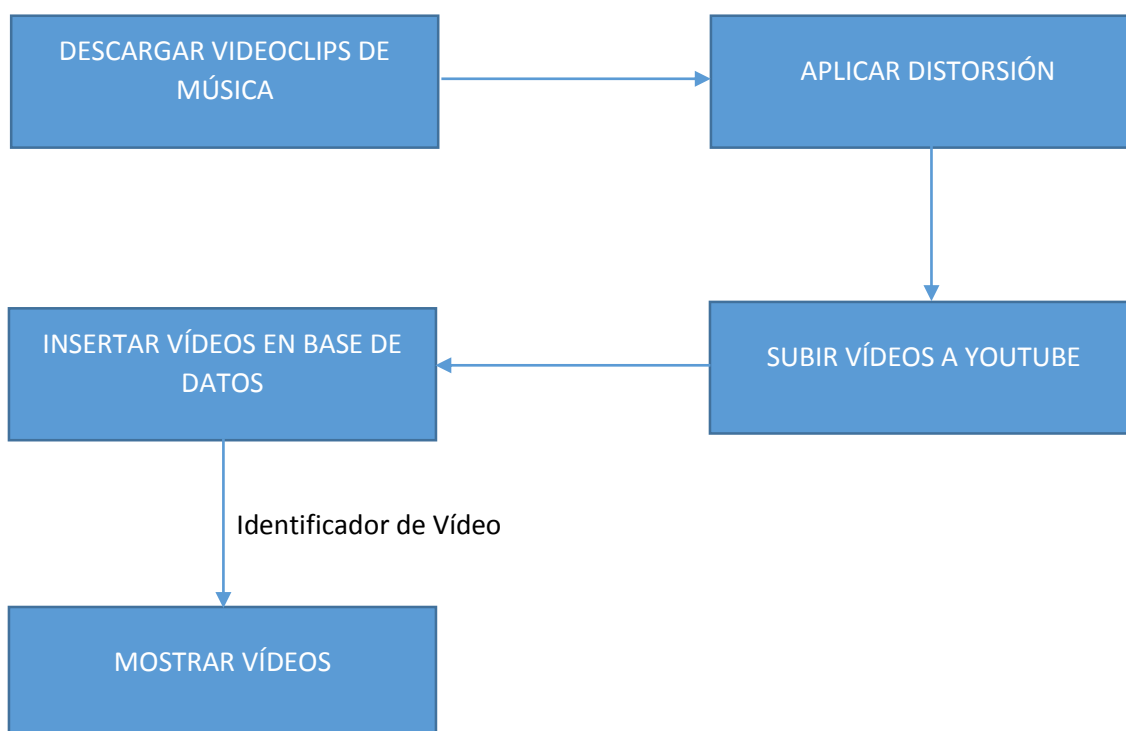 DESCARGAR VIDEOCLIPS DE
MÚSICA
APLICAR DISTORSIÓN
SUBIR VÍDEOS A YOUTUBE
INSERTAR VÍDEOS EN BASE DE
DATOS
Identificador de Vídeo
MOSTRAR VÍDEOS